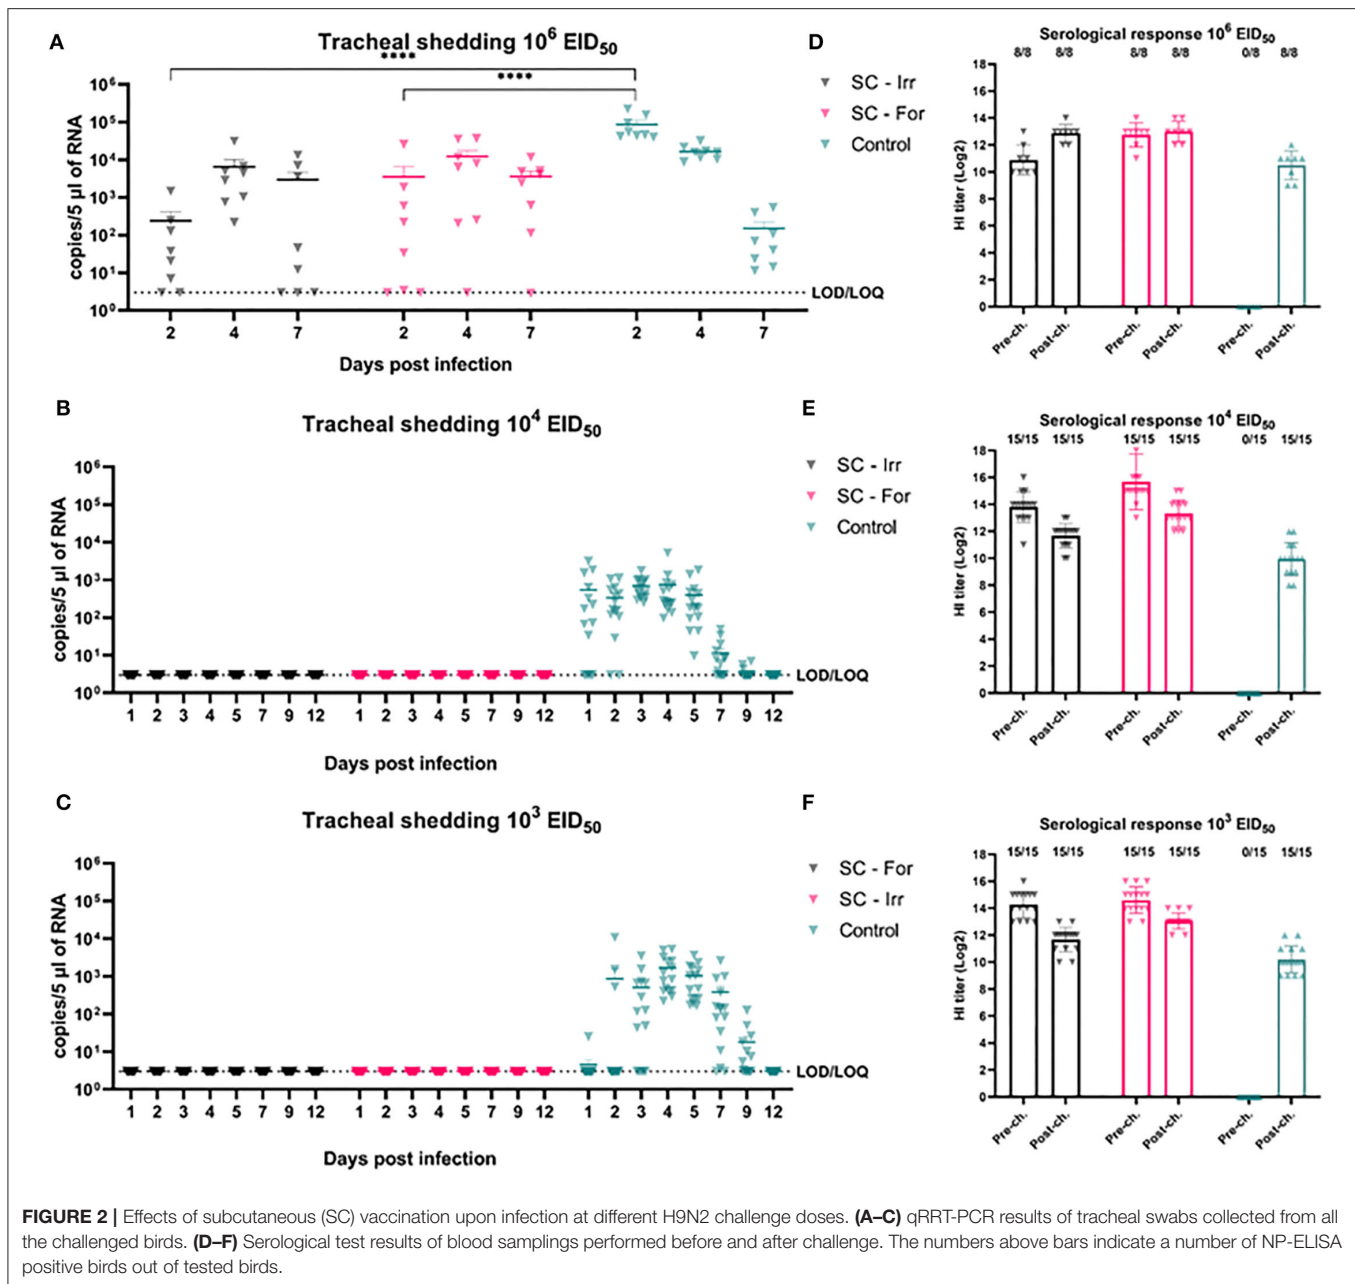 A
Tracheal shedding 10⁶ EID₅₀
****
****
copies/5 µl of RNA
10⁶
10⁵
10⁴
10³
10²
10¹
10⁰
LOD/LOQ
2 4 7 2 4 7 2 4 7
Days post infection
SC - Irr
SC - For
Control
D
Serological response 10⁶ EID₅₀
8/8 8/8 8/8 8/8 0/8 8/8
HI titer (Log2)
18
16
14
12
10
8
6
4
2
0
Pre-ch. Post-ch. Pre-ch. Post-ch. Pre-ch. Post-ch.
B
Tracheal shedding 10⁴ EID₅₀
copies/5 µl of RNA
10⁶
10⁵
10⁴
10³
10²
10¹
10⁰
LOD/LOQ
1 2 3 4 5 7 9 12 1 2 3 4 5 7 9 12 1 2 3 4 5 7 9 12
Days post infection
SC - Irr
SC - For
Control
E
Serological response 10⁴ EID₅₀
15/15 15/15 15/15 15/15 0/15 15/15
HI titer (Log2)
18
16
14
12
10
8
6
4
2
0
Pre-ch. Post-ch. Pre-ch. Post-ch. Pre-ch. Post-ch.
C
Tracheal shedding 10³ EID₅₀
copies/5 µl of RNA
10⁶
10⁵
10⁴
10³
10²
10¹
10⁰
LOD/LOQ
1 2 3 4 5 7 9 12 1 2 3 4 5 7 9 12 1 2 3 4 5 7 9 12
Days post infection
SC - For
SC - Irr
Control
F
Serological response 10³ EID₅₀
15/15 15/15 15/15 15/15 0/15 15/15
HI titer (Log2)
18
16
14
12
10
8
6
4
2
0
Pre-ch. Post-ch. Pre-ch. Post-ch. Pre-ch. Post-ch.
FIGURE 2 | Effects of subcutaneous (SC) vaccination upon infection at different H9N2 challenge doses. (A–C) qRRT-PCR results of tracheal swabs collected from all
the challenged birds. (D–F) Serological test results of blood samplings performed before and after challenge. The numbers above bars indicate a number of NP-ELISA
positive birds out of tested birds.